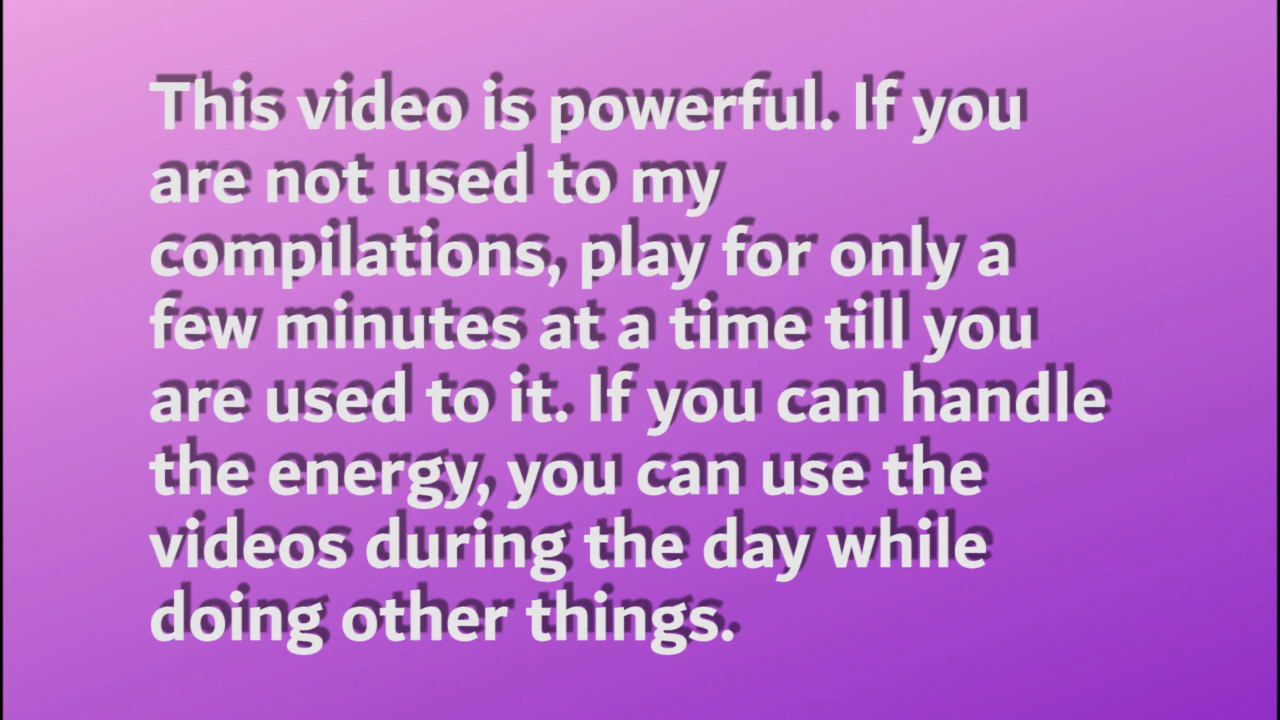 This video is powerful. If you
are not used to my
compilations, play for only a
few minutes at a time till you
are used to it. If you can handle
the energy, you can use the
videos during the day while
doing other things.